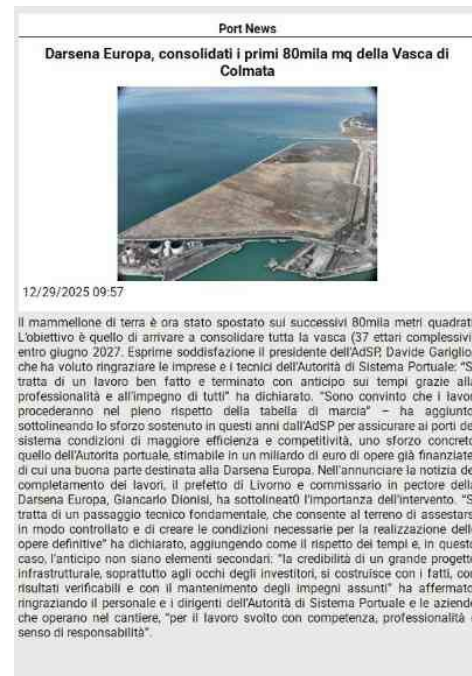 Port News
Darsena Europa, consolidati i primi 80mila mq della Vasca di
Colmata
12/29/2025 09:57
Il mammellone di terra è ora stato spostato sui successivi 80mila metri quadrati
L'obiettivo è quello di arrivare a consolidare tutta la vasca (37 ettari complessivi
entro giugno 2027. Esprime soddisfazione il presidente dell'AdSP, Davide Gariglio
che ha voluto ringraziare le imprese e i tecnici dell'Autorità di Sistema Portuale: "S
tratta di un lavoro ben fatto e terminato con anticipo sui tempi grazie alla
professionalità e all'impegno di tutti" ha dichiarato. "Sono convinto che i lavor
procederanno nel pieno rispetto della tabella di marcia" – ha aggiunto
sottolineando lo sforzo sostenuto in questi anni dall'AdSP per assicurare ai porti de
sistema condizioni di maggiore efficienza e competitività, uno sforzo concreto
quello dell'Autorita portuale, stimabile in un miliardo di euro di opere già finanziate
di cui una buona parte destinata alla Darsena Europa. Nell'annunciare la notizia de
completamento dei lavori, il prefetto di Livorno e commissario in pectore della
Darsena Europa, Giancarlo Dionisi, ha sottolineat0 l'importanza dell'intervento. "S
tratta di un passaggio tecnico fondamentale, che consente al terreno di assestars
in modo controllato e di creare le condizioni necessarie per la realizzazione delle
opere definitive" ha dichiarato, aggiungendo come il rispetto dei tempi e, in questo
caso, l'anticipo non siano elementi secondari: "la credibilità di un grande progetto
infrastrutturale, soprattutto agli occhi degli investitori, si costruisce con i fatti, con
risultati verificabili e con il mantenimento degli impegni assunti" ha affermato
ringraziando il personale e i dirigenti dell'Autorità di Sistema Portuale e le aziende
che operano nel cantiere, "per il lavoro svolto con competenza, professionalità e
senso di responsabilità".